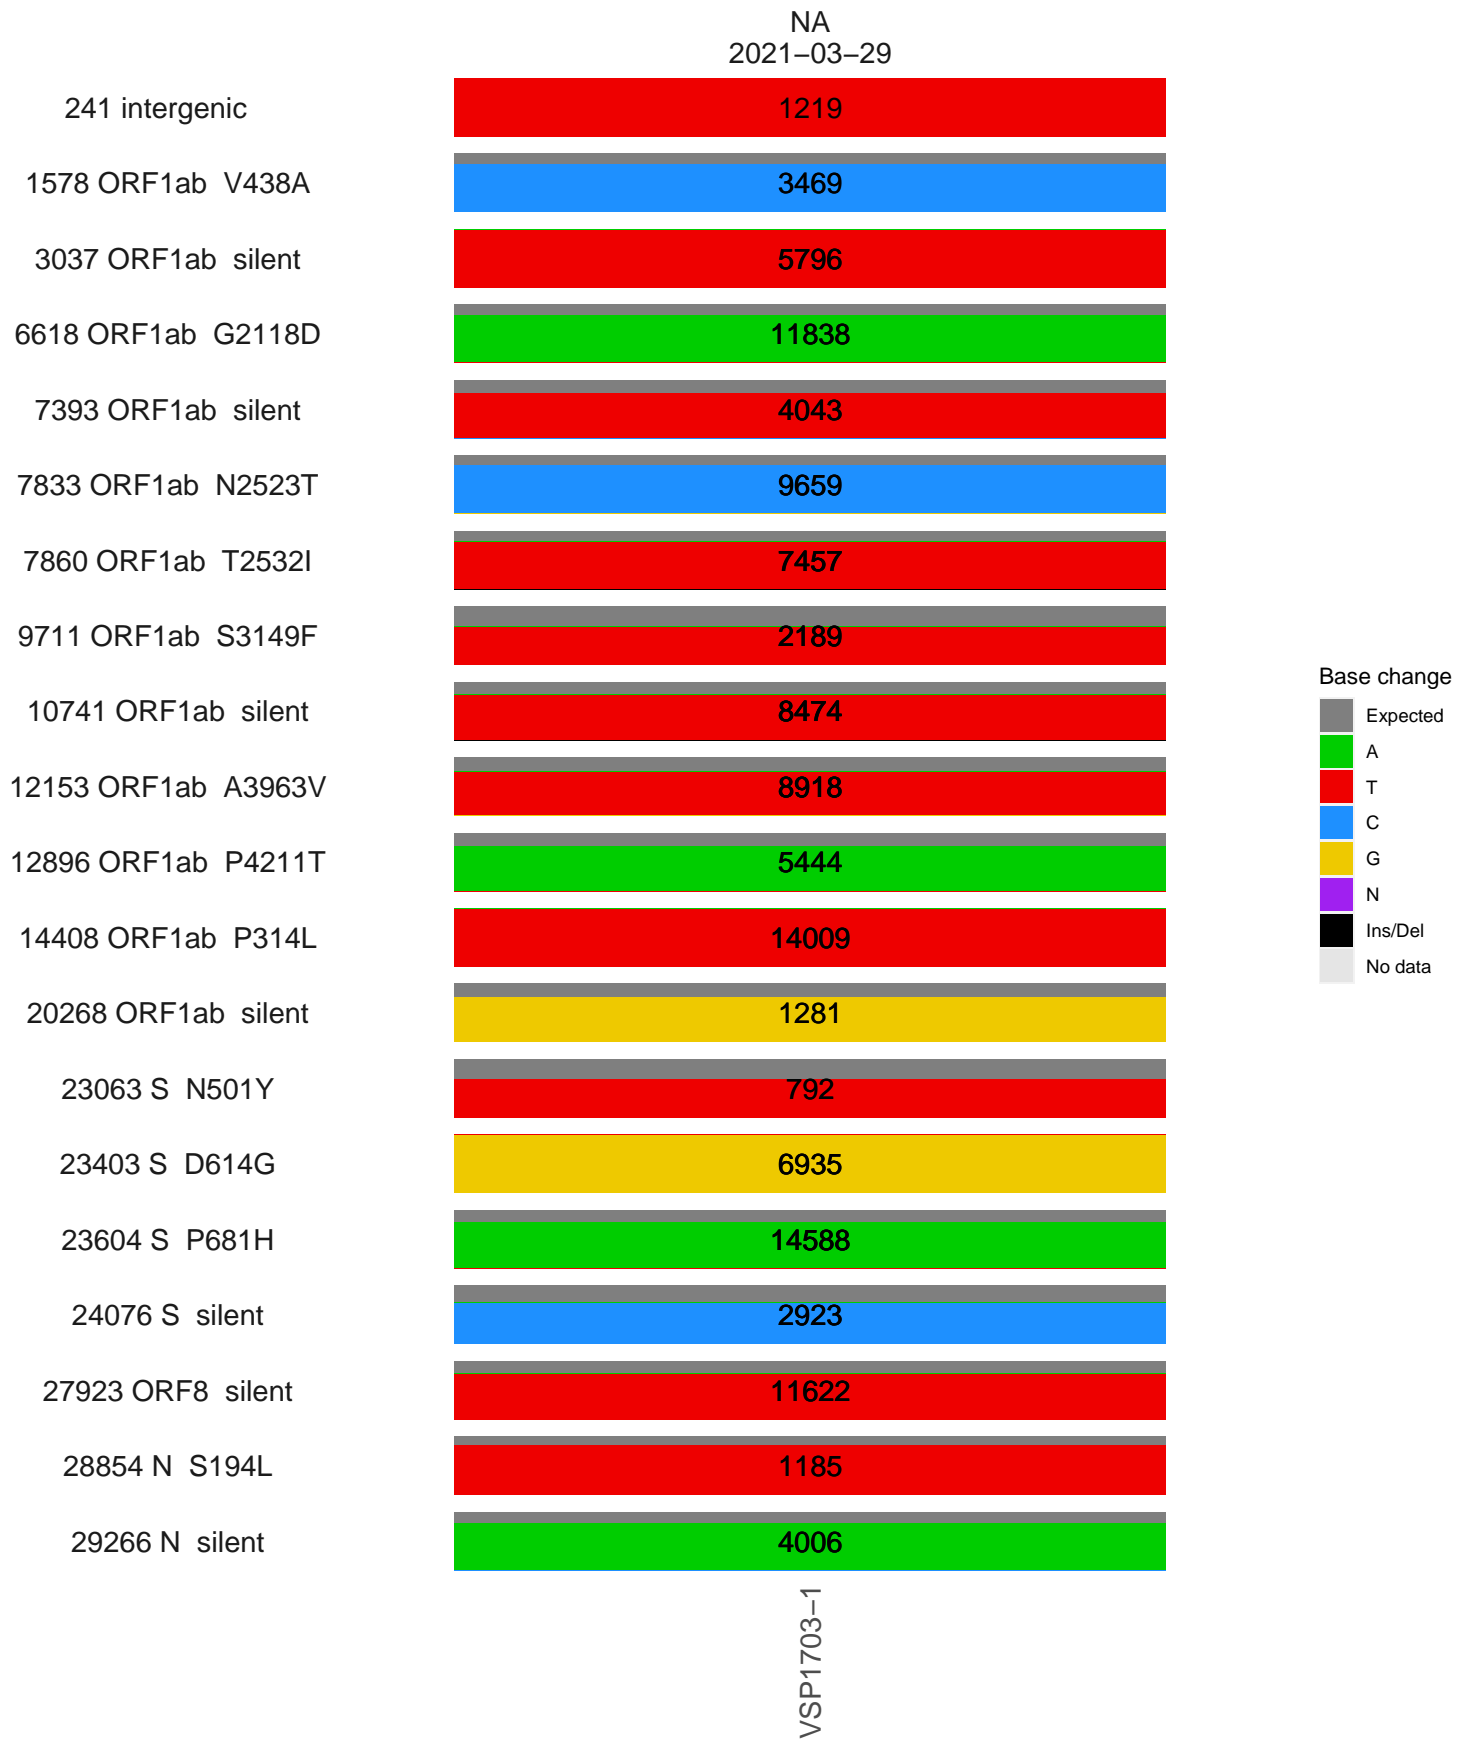 NA
2021−03−29
241 intergenic 1219
1578 ORF1ab V438A 3469
3037 ORF1ab silent 5796
6618 ORF1ab G2118D 11838
7393 ORF1ab silent 4043
7833 ORF1ab N2523T 9659
7860 ORF1ab T2532I 7457
9711 ORF1ab S3149F 2189
10741 ORF1ab silent 8474
12153 ORF1ab A3963V 8918
12896 ORF1ab P4211T 5444
14408 ORF1ab P314L 14009
20268 ORF1ab silent 1281
23063 S N501Y 792
23403 S D614G 6935
23604 S P681H 14588
24076 S silent 2923
27923 ORF8 silent 11622
28854 N S194L 1185
29266 N silent 4006
VSP1703−1
Base change
Expected
A
T
C
G
N
Ins/Del
No data